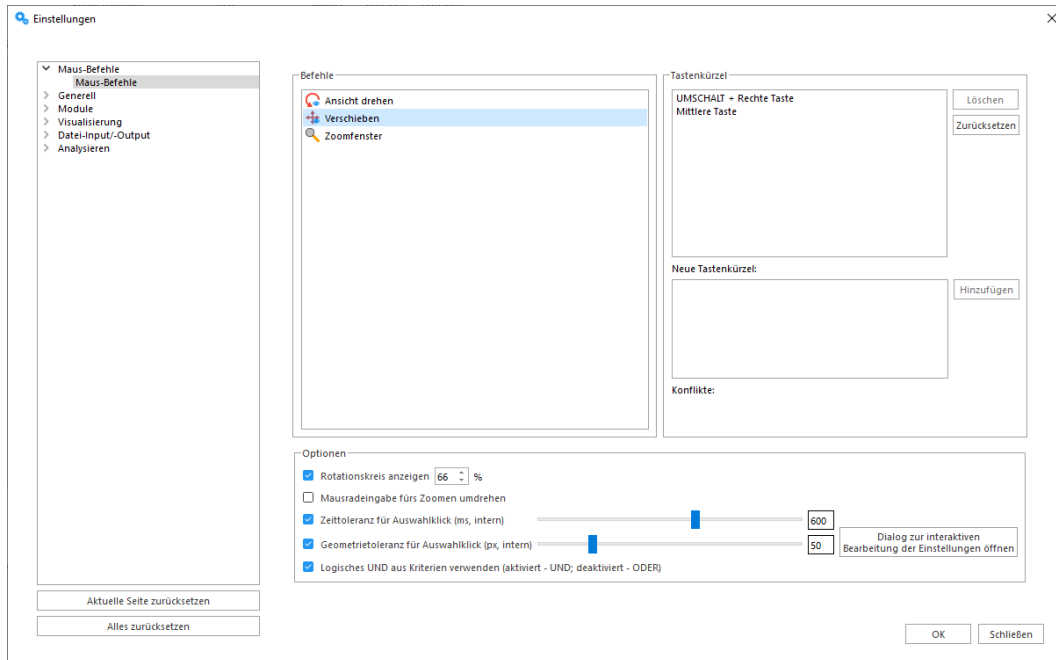 Einstellungen
Maus-Befehle
Maus-Befehle
Generell
Module
Visualisierung
Datei-Input/-Output
Analysieren
Aktuelle Seite zurücksetzen
Alles zurücksetzen
Befehle
Ansicht drehen
Verschieben
Zoomfenster
Tastenkürzel
UMSCHALT + Rechte Taste
Mittlere Taste
Löschen
Zurücksetzen
Neue Tastenkürzel:
Hinzufügen
Konflikte:
Optionen
Rotationskreis anzeigen 66 %
Mausradeingabe fürs Zoomen umdrehen
Zeittoleranz für Auswahlklick (ms, intern) 600
Geometrietoleranz für Auswahlklick (px, intern) 50
Dialog zur interaktiven
Bearbeitung der Einstellungen öffnen
Logisches UND aus Kriterien verwenden (aktiviert - UND; deaktiviert - ODER)
OK
Schließen